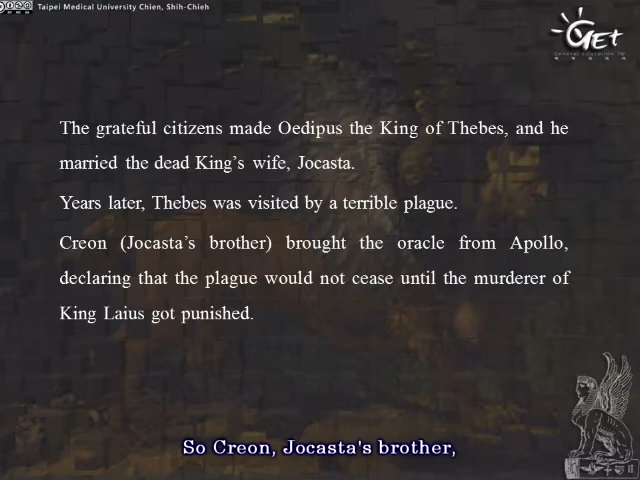 Taipei Medical University Chien, Shih-Chieh
GET
The grateful citizens made Oedipus the King of Thebes, and he
married the dead King’s wife, Jocasta.
Years later, Thebes was visited by a terrible plague.
Creon (Jocasta’s brother) brought the oracle from Apollo,
declaring that the plague would not cease until the murderer of
King Laius got punished.
So Creon, Jocasta's brother,